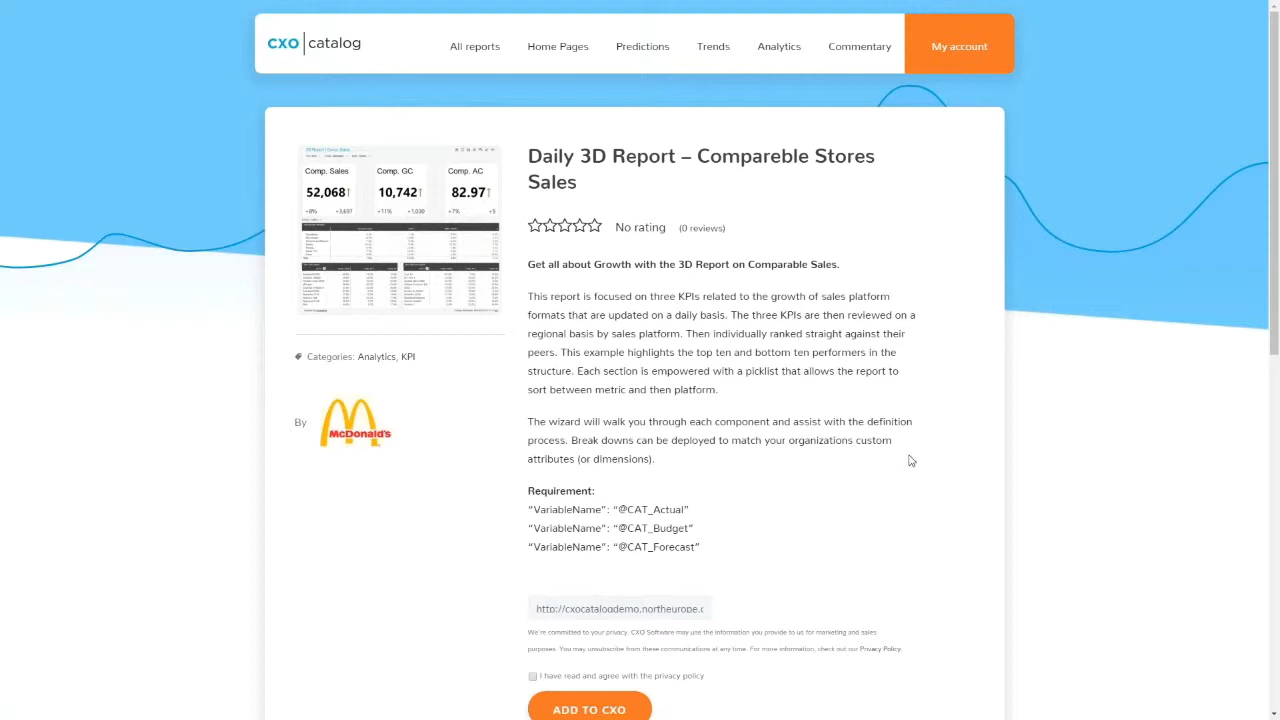 cxo catalog
All reports Home Pages Predictions Trends Analytics Commentary My account
Daily 3D Report – Compareble Stores
Sales
No rating (0 reviews)
Get all about Growth with the 3D Report on Comparable Sales.
This report is focused on three KPIs related to the growth of sales platform
formats that are updated on a daily basis. The three KPIs are then reviewed on a
regional basis by sales platform. Then individually ranked straight against their
peers. This example highlights the top ten and bottom ten performers in the
structure. Each section is empowered with a picklist that allows the report to
sort between metric and then platform.
The wizard will walk you through each component and assist with the definition
process. Break downs can be deployed to match your organizations custom
attributes (or dimensions).
Requirement:
“VariableName”: “@CAT_Actual”
“VariableName”: “@CAT_Budget”
“VariableName”: “@CAT_Forecast”
http://cxocatalogdemo.northeurope.c
We're committed to your privacy. CXO Software may use the information you provide to us for marketing and sales
purposes. You may unsubscribe from these communications at any time. For more information, check out our Privacy Policy.
I have read and agree with the privacy policy
ADD TO CXO
Comp. Sales Comp. GC Comp. AC
52,068↑ 10,742↑ 82.97↑
+8% +3,697 +11% +1,030 +7% +5
Categories: Analytics, KPI
By McDonald's